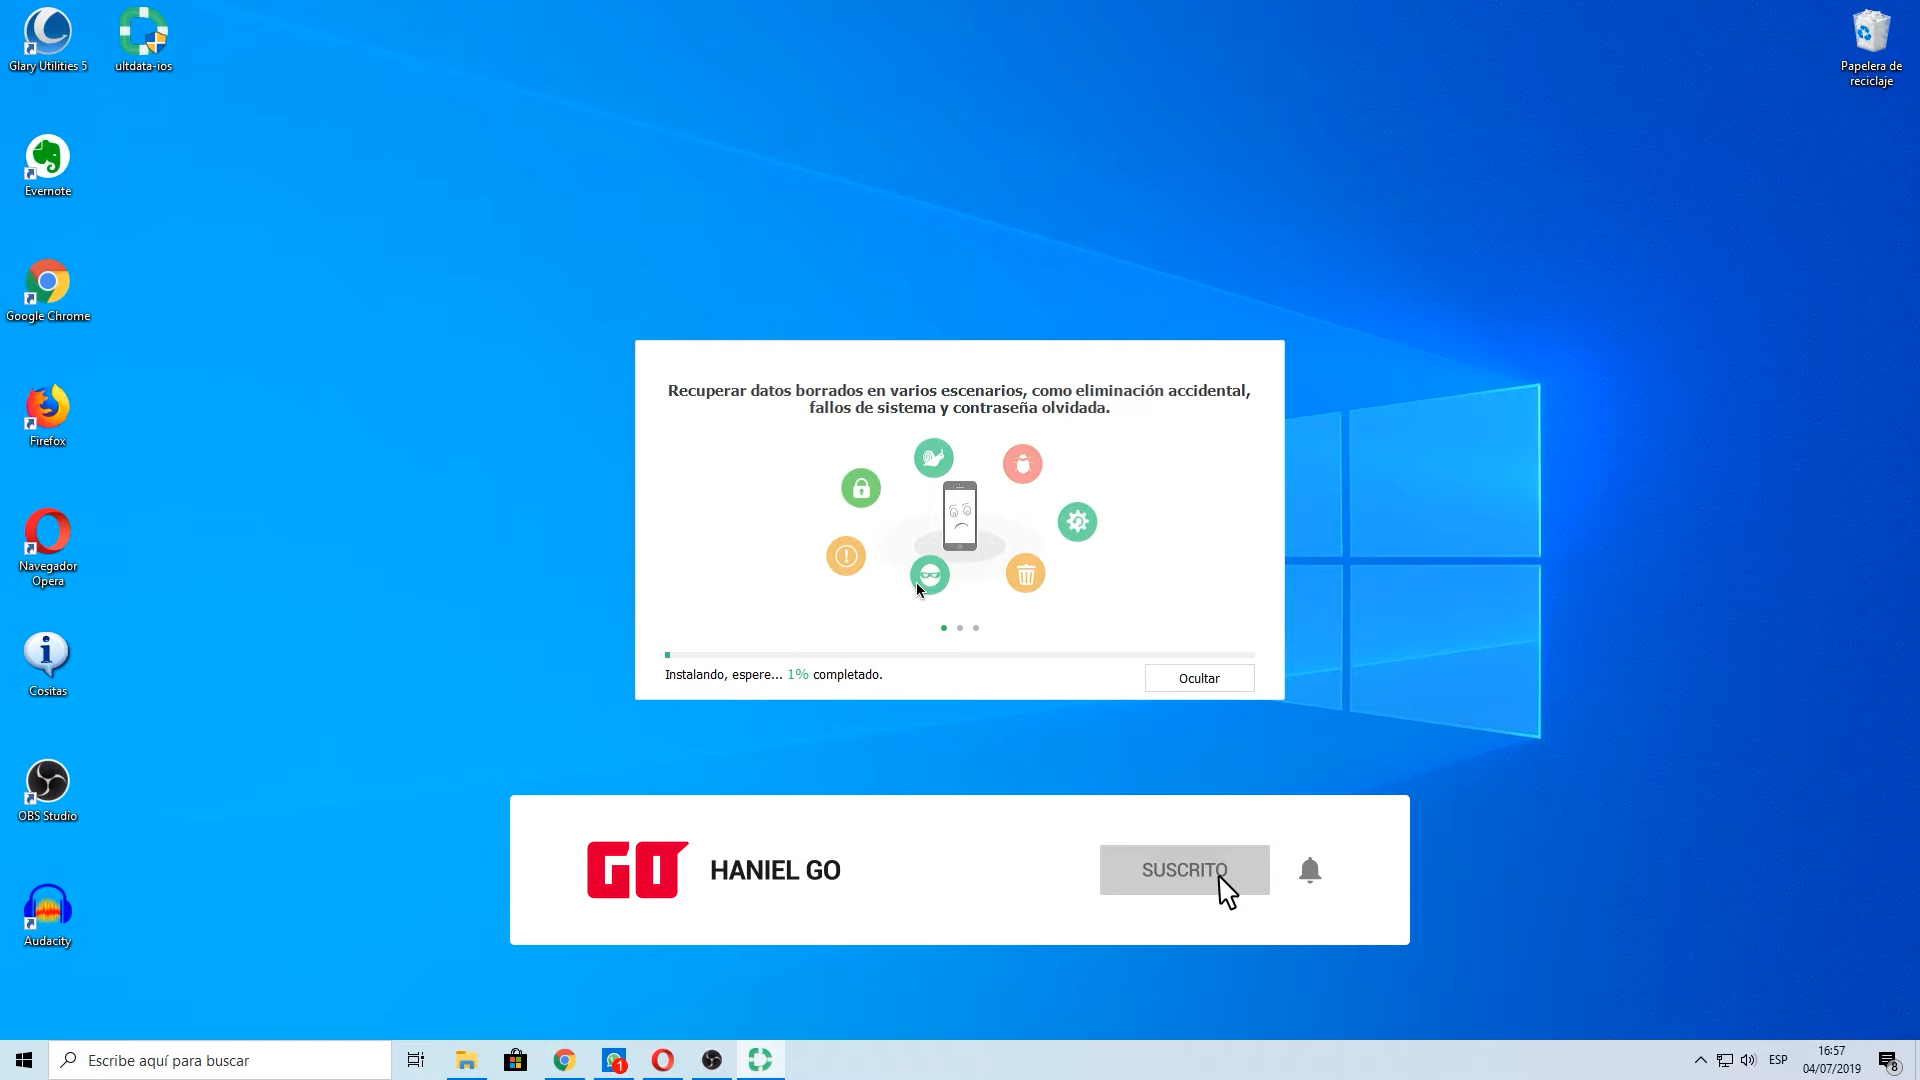 Glary Utilities 5
ultdata-ios
Papelera de
reciclaje
Evernote
Google Chrome
Firefox
Navegador
Opera
Cositas
OBS Studio
Audacity
Recuperar datos borrados en varios escenarios, como eliminación accidental,
fallos de sistema y contraseña olvidada.
Instalando, espere... 1% completado.
Ocultar
GO
HANIEL GO
SUSCRITO
Escribe aquí para buscar
1
ESP
16:57
04/07/2019
8